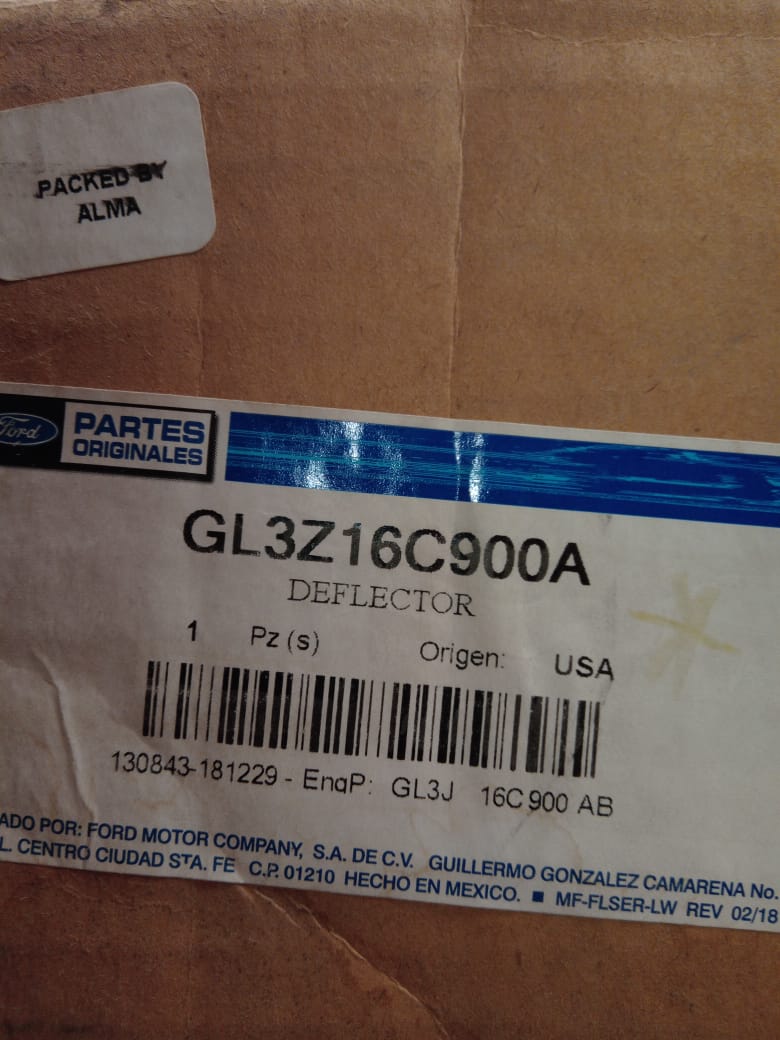 PACKED BY
ALMA
Ford
PARTES
ORIGINALES
GL3Z16C900A
DEFLECTOR
1 Pz(s) Origen: USA
130843-181229 - EngP: GL3J 16C900 AB
ADO POR: FORD MOTOR COMPANY, S.A. DE C.V. GUILLERMO GONZALEZ CAMARENA No.
L. CENTRO CIUDAD STA. FE C.P. 01210 HECHO EN MEXICO. ■ MF-FLSER-LW REV 02/18